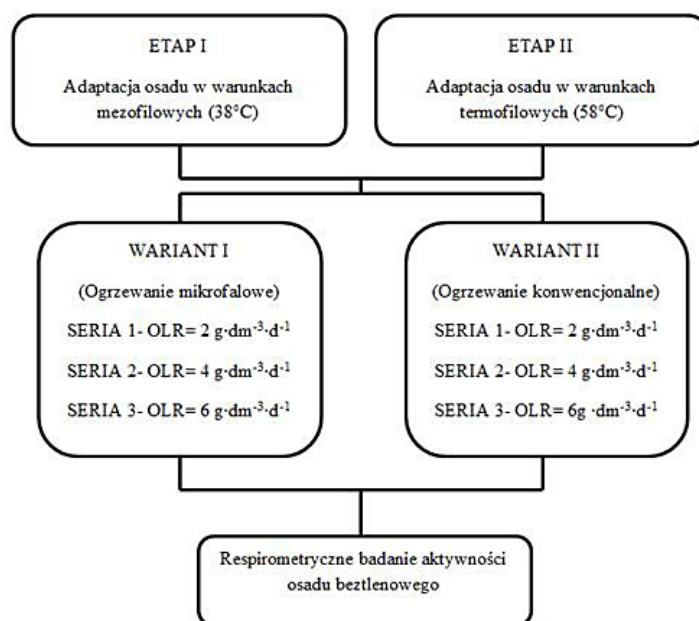 ETAP I
Adaptacja osadu w warunkach
mezofilowych (38°C)
ETAP II
Adaptacja osadu w warunkach
termofilowych (58°C)
WARIANT I
(Ogrzewanie mikrofalowe)
SERIA 1- OLR= 2 g·dm⁻³·d⁻¹
SERIA 2- OLR= 4 g·dm⁻³·d⁻¹
SERIA 3- OLR= 6 g·dm⁻³·d⁻¹
WARIANT II
(Ogrzewanie konwencjonalne)
SERIA 1- OLR= 2 g·dm⁻³·d⁻¹
SERIA 2- OLR= 4 g·dm⁻³·d⁻¹
SERIA 3- OLR= 6g ·dm⁻³·d⁻¹
Respirometryczne badanie aktywności
osadu beztlenowego